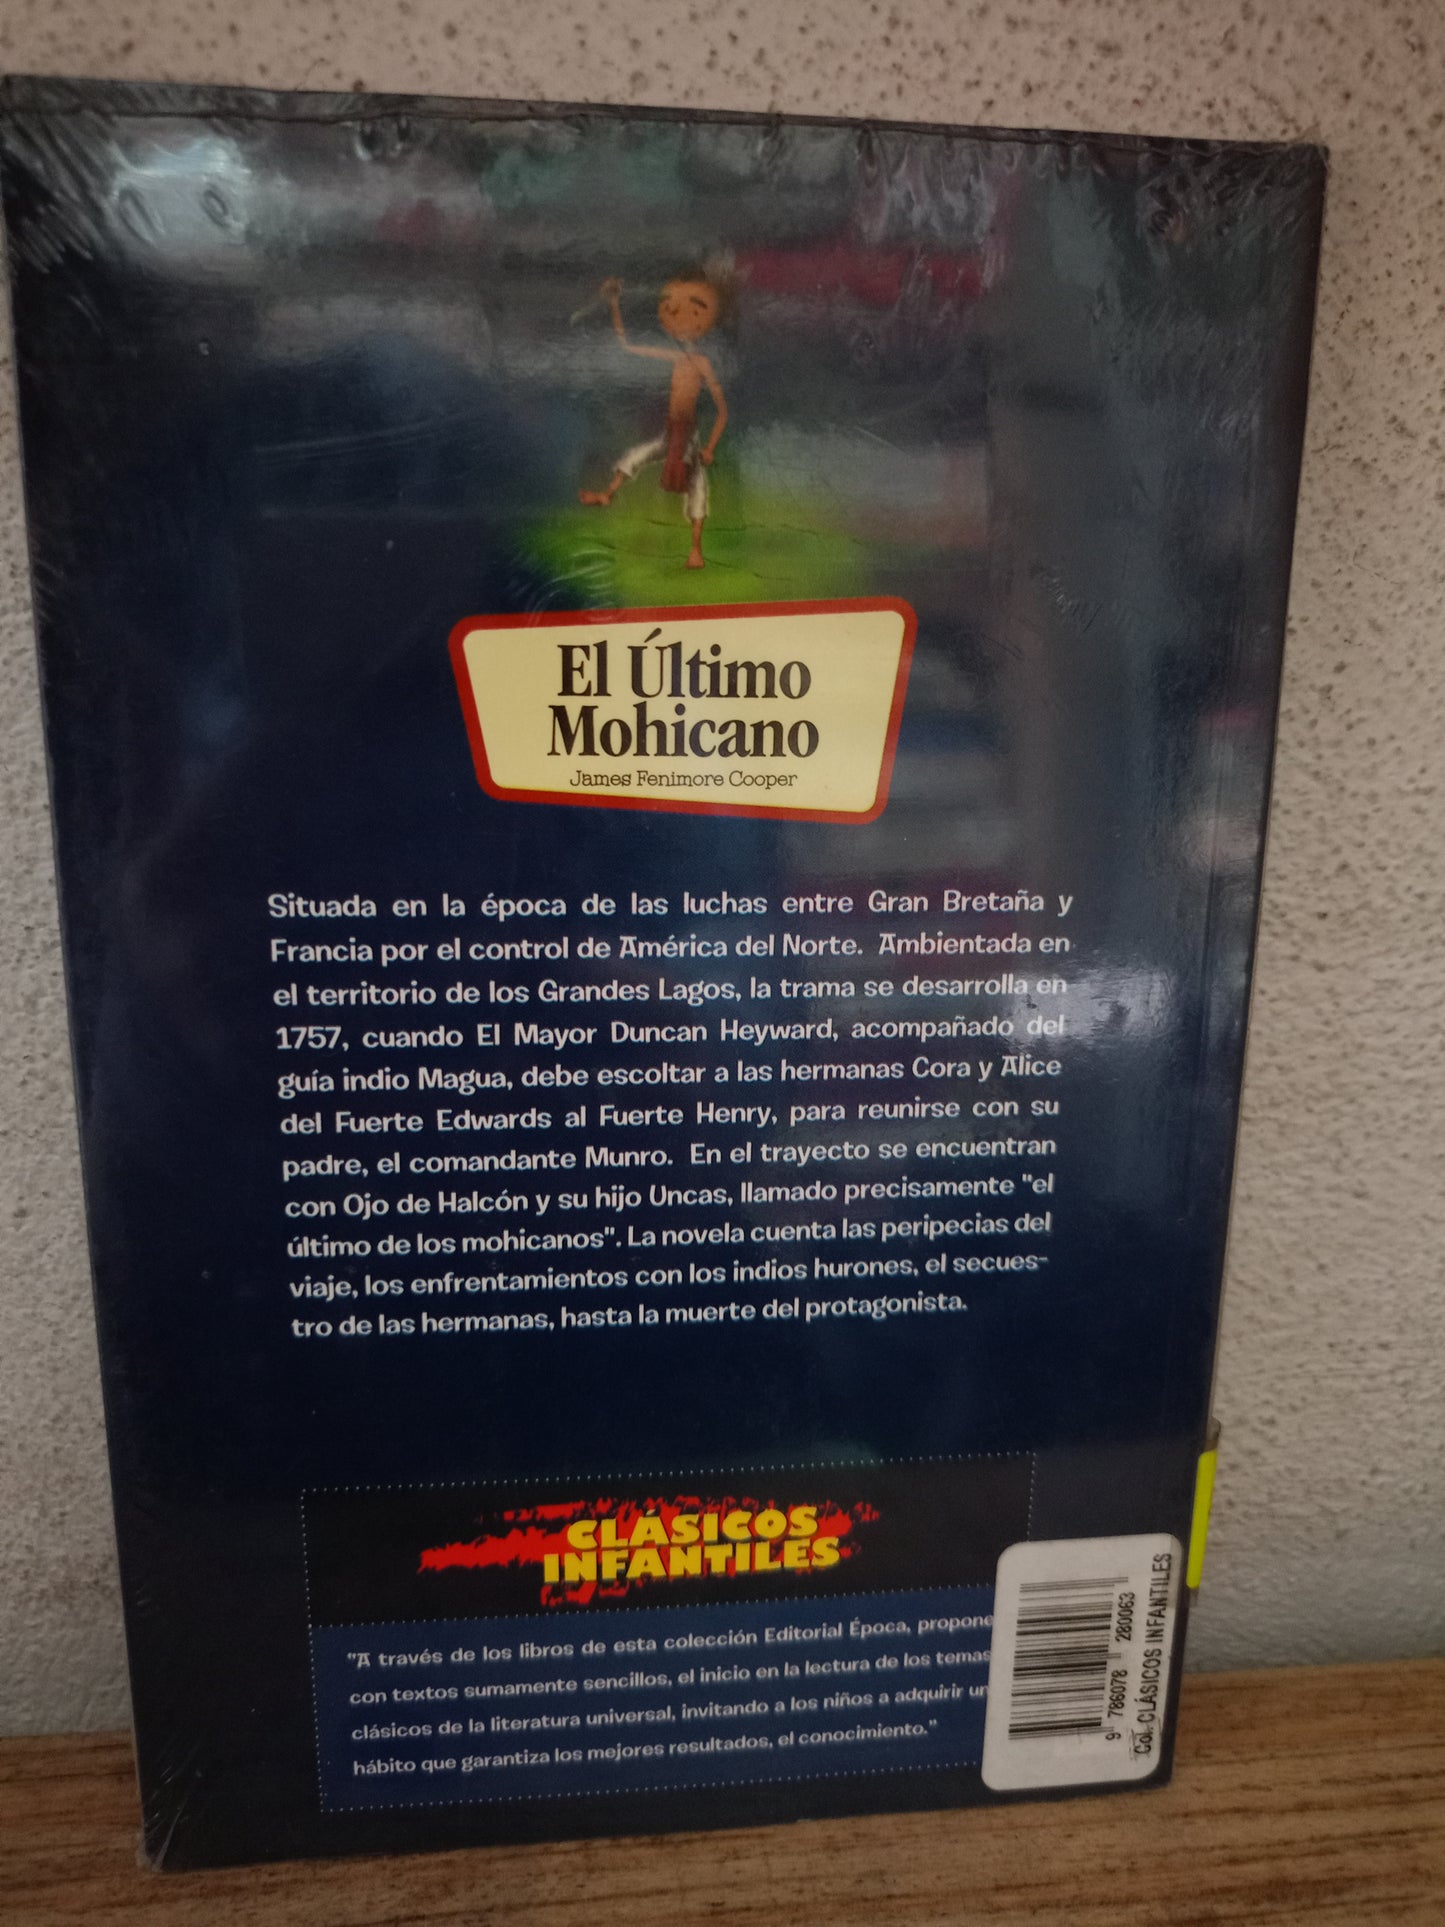 El Último
Mohicano
James Fenimore Cooper
Situada en la época de las luchas entre Gran Bretaña y
Francia por el control de América del Norte. Ambientada en
el territorio de los Grandes Lagos, la trama se desarrolla en
1757, cuando El Mayor Duncan Heyward, acompañado del
guía indio Magua, debe escoltar a las hermanas Cora y Alice
del Fuerte Edwards al Fuerte Henry, para reunirse con su
padre, el comandante Munro. En el trayecto se encuentran
con Ojo de Halcón y su hijo Uncas, llamado precisamente "el
último de los mohicanos". La novela cuenta las peripecias del
viaje, los enfrentamientos con los indios hurones, el secues-
tro de las hermanas, hasta la muerte del protagonista.
CLÁSICOS
INFANTILES
"A través de los libros de esta colección Editorial Época, propone
con textos sumamente sencillos, el inicio en la lectura de los temas
clásicos de la literatura universal, invitando a los niños a adquirir un
hábito que garantiza los mejores resultados, el conocimiento."
9 786078 280063
Col. CLÁSICOS INFANTILES